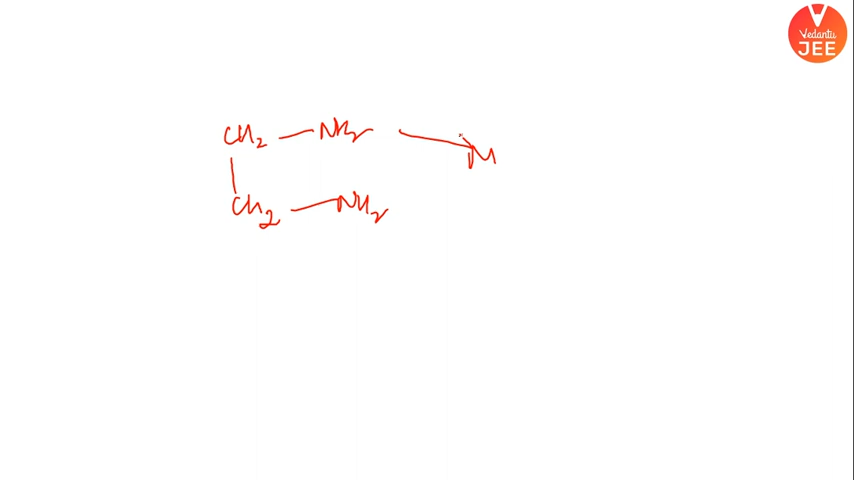 Vedantu
JEE
CH₂ — NH₂ → M
CH₂ — NH₂